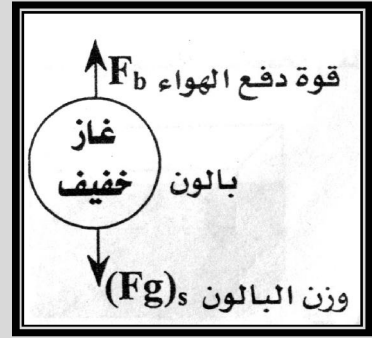 قوة دفع الهواء Fb
غاز
خفيف
بالون
وزن البالون (Fg)s